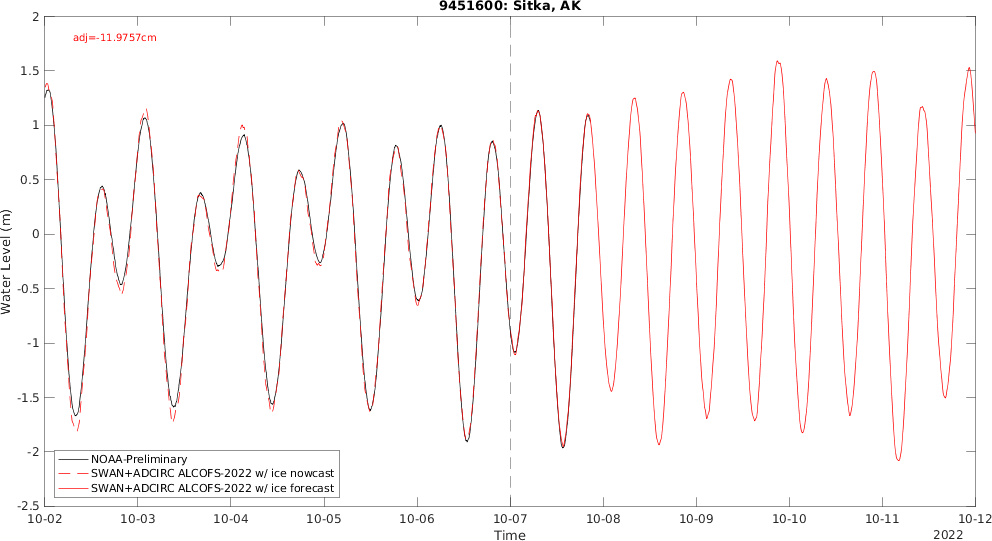 9451600: Sitka, AK
adj=-11.9757cm
2
1.5
1
0.5
0
-0.5
-1
-1.5
-2
-2.5
Water Level (m)
NOAA-Preliminary
SWAN+ADCIRC ALCOFS-2022 w/ ice nowcast
SWAN+ADCIRC ALCOFS-2022 w/ ice forecast
10-02 10-03 10-04 10-05 10-06 10-07 10-08 10-09 10-10 10-11 10-12
Time
2022